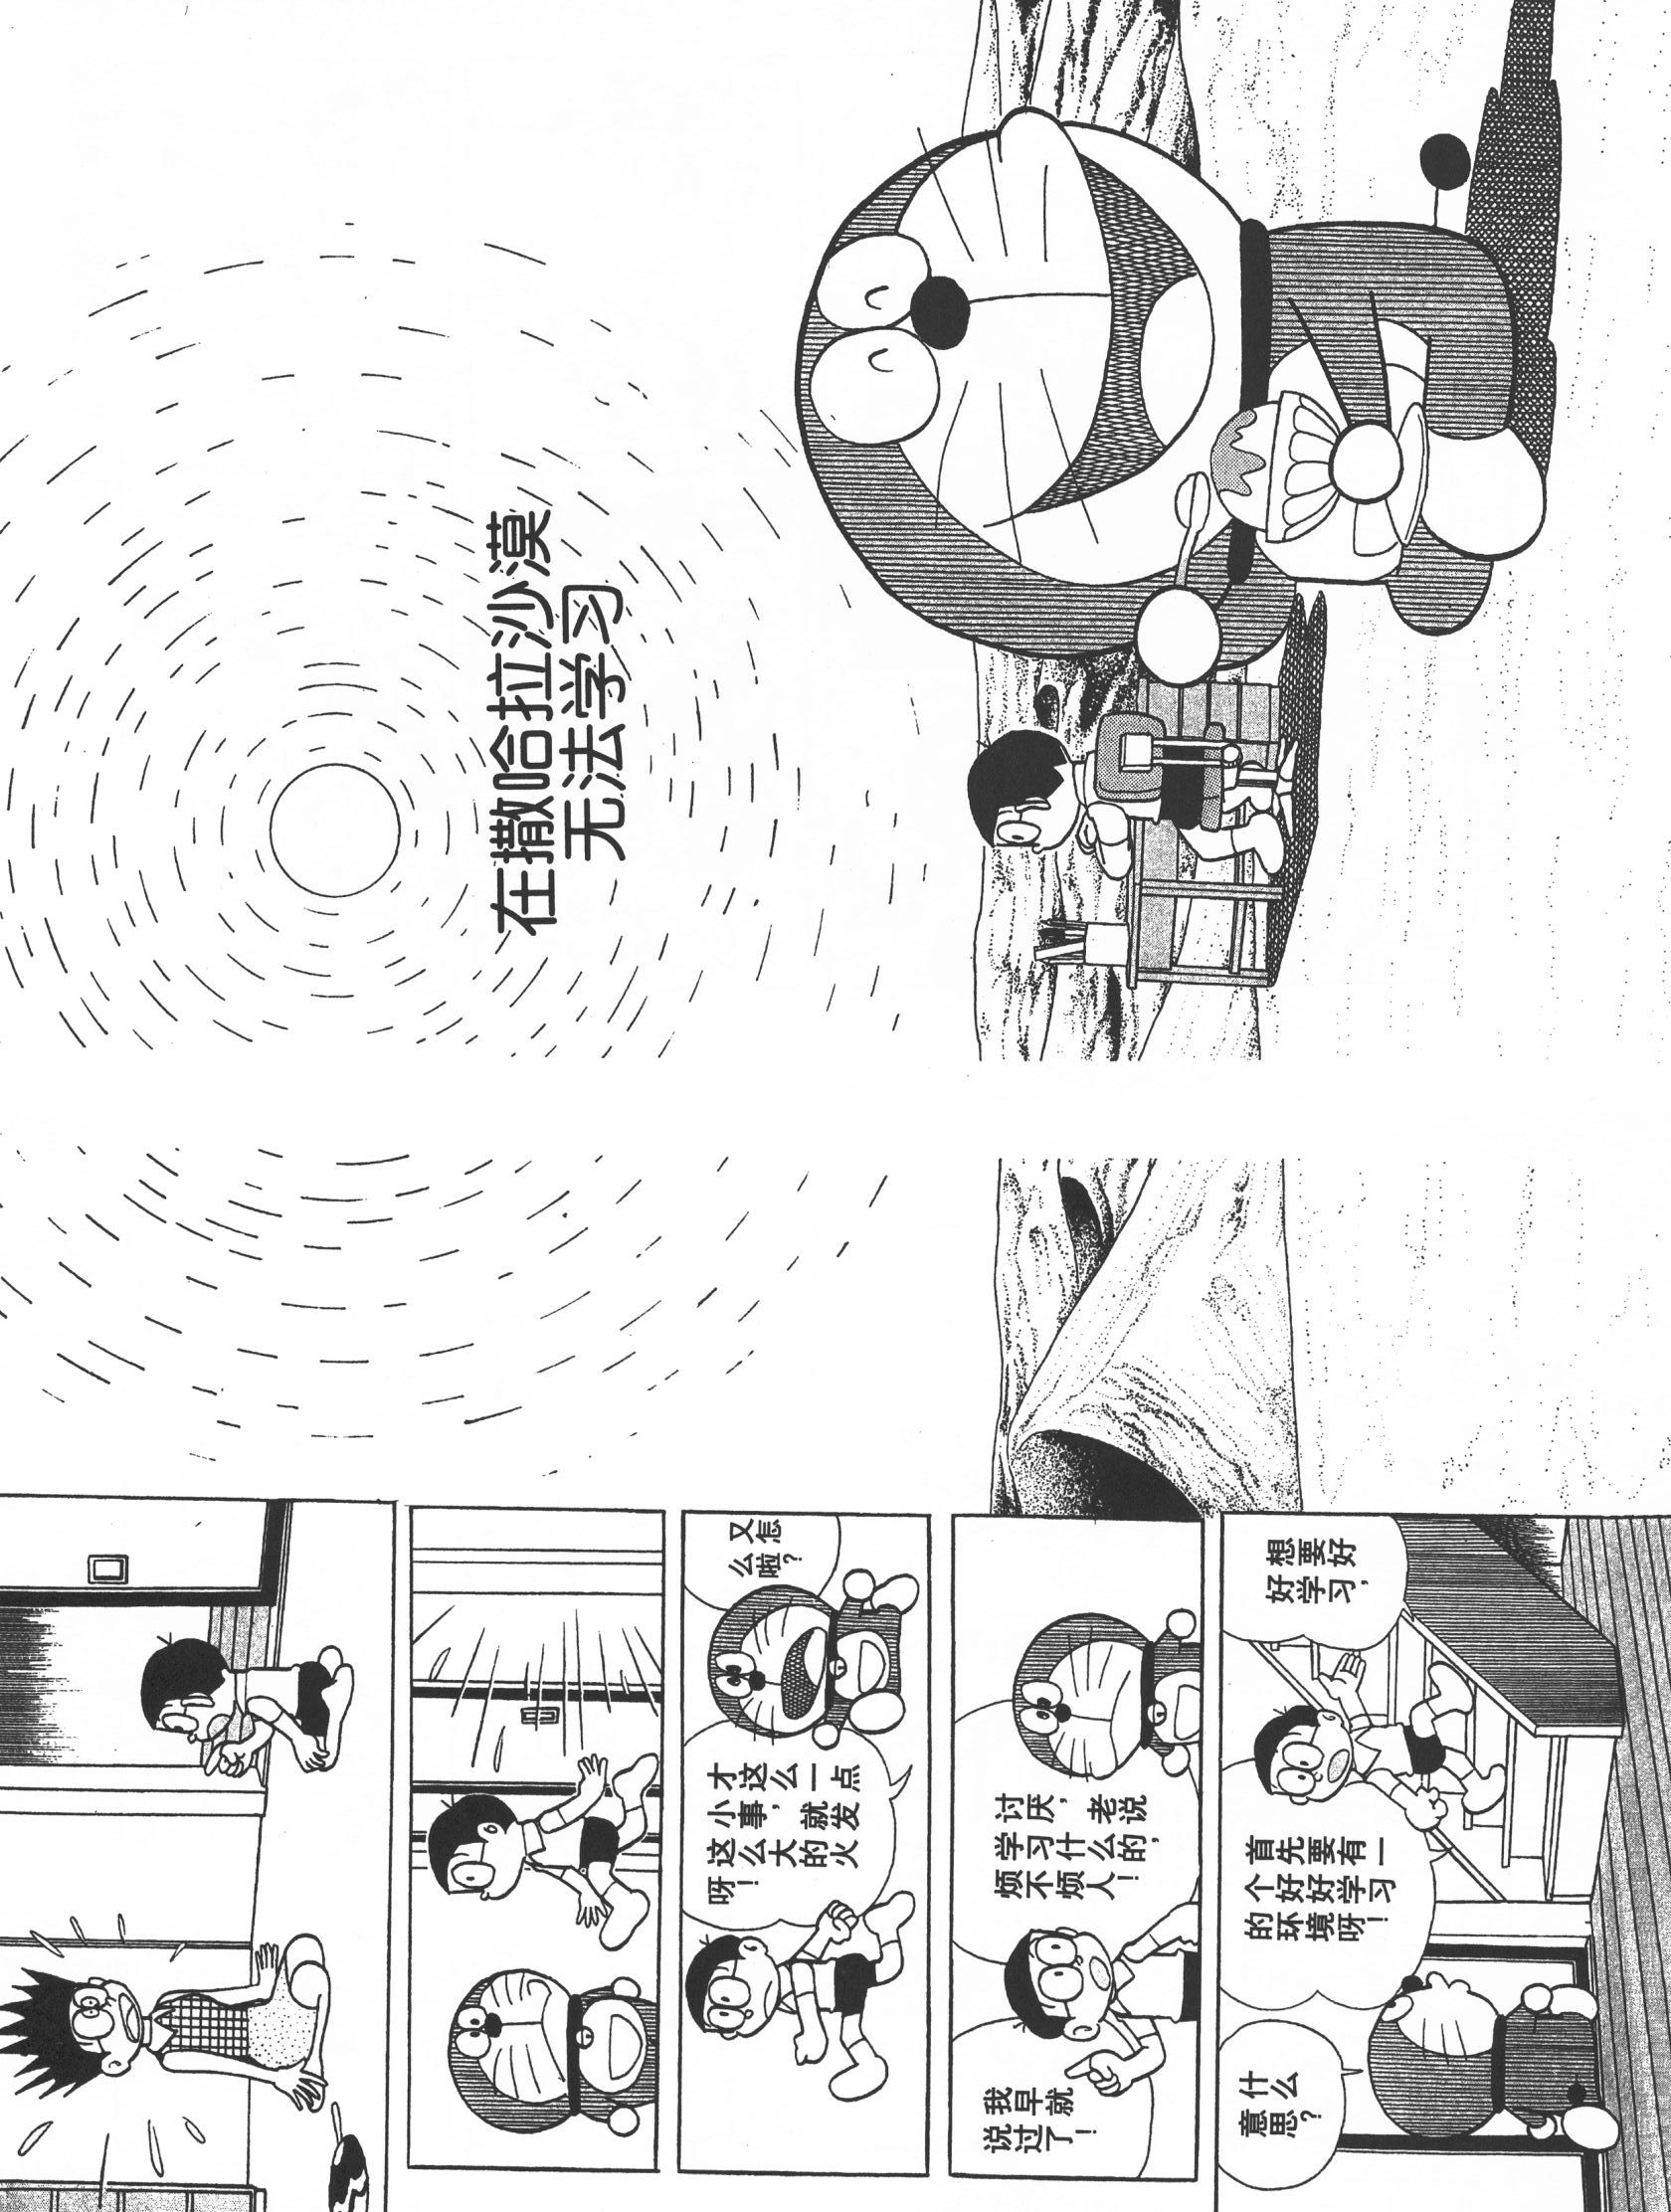 在撒哈拉沙漠
无法学习
又怎
么啦？
才这么一点
小事，就发
这么大的火
呀！
讨厌，老说
学习什么的，
烦不烦人！
我早就
说过了！
想要好
好学习，
首先要有一
个好好学习
的环境呀！
什么
意思？